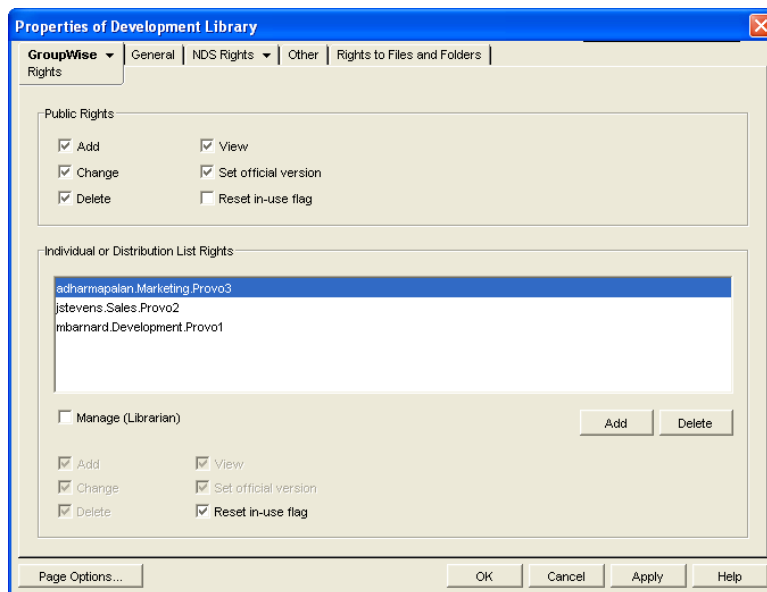 Properties of Development Library
GroupWise General NDS Rights Other Rights to Files and Folders
Rights
Public Rights
Add View
Change Set official version
Delete Reset in-use flag
Individual or Distribution List Rights
adharmapalan.Marketing.Provo3
jstevens.Sales.Provo2
mbarnard.Development.Provo1
Manage (Librarian) Add Delete
Add View
Change Set official version
Delete Reset in-use flag
Page Options... OK Cancel Apply Help